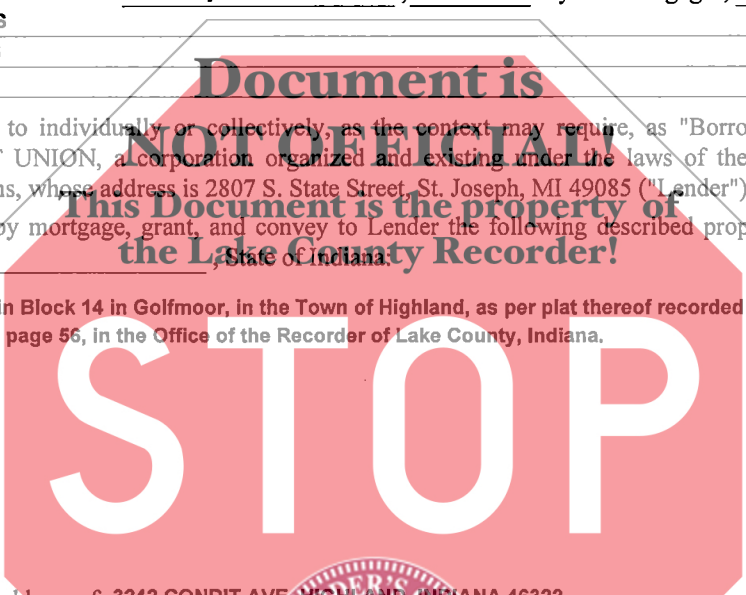 Document is
to individually or collectively, as the context may require, as "Borro
NOT OFFICIAL!
UNION, a corporation organized and existing under the laws of the
whose address is 2807 S. State Street, St. Joseph, MI 49085 ("Lender")
This Document is the property of
by mortgage, grant, and convey to Lender the following described prop
the Lake County Recorder!
, State of Indiana:
in Block 14 in Golfmoor, in the Town of Highland, as per plat thereof recorded
page 56, in the Office of the Recorder of Lake County, Indiana.
STOP
AVE, HIGHLAND, INDIANA 46322